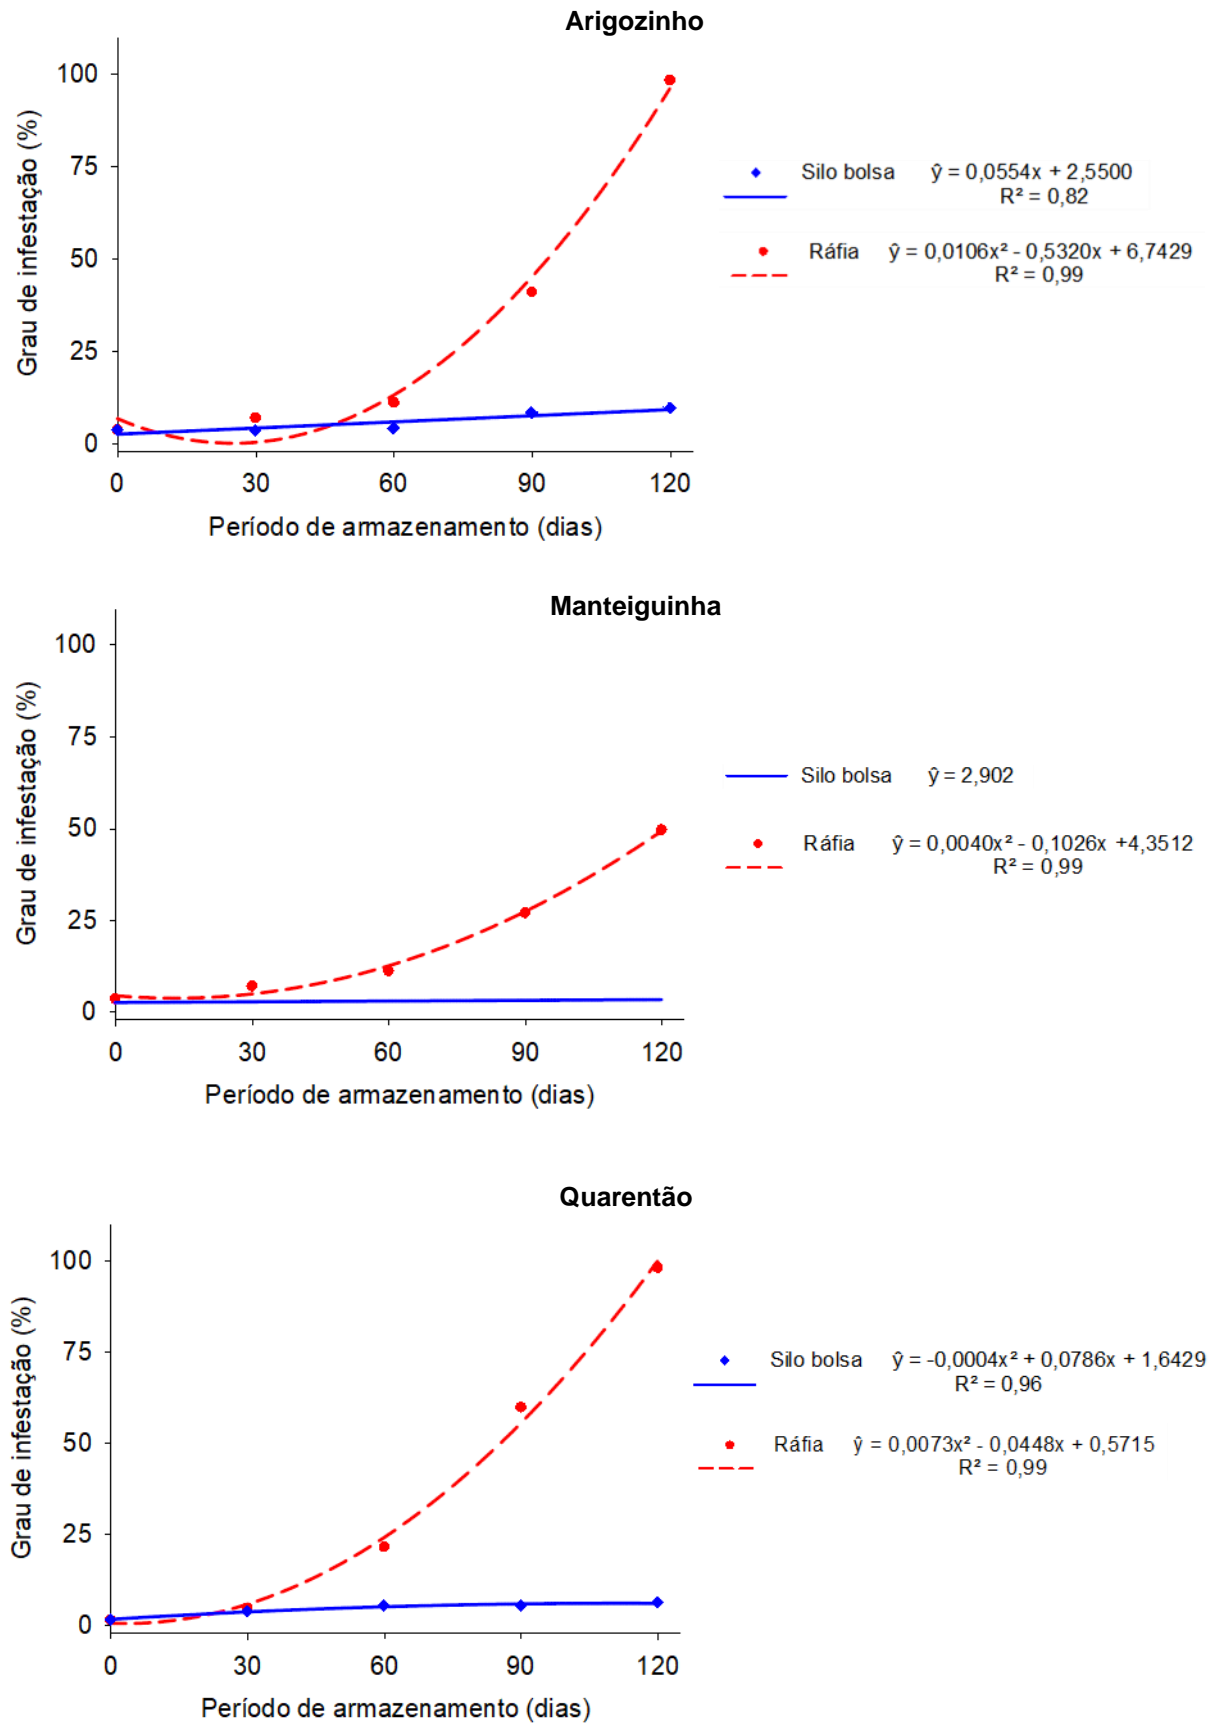 Arigozinho
100
75
50
25
0
Grau de infestação (%)
0 30 60 90 120
Período de armazenamento (dias)
Silo bolsa ŷ = 0,0554x + 2,5500
R² = 0,82
Ráfia ŷ = 0,0106x² - 0,5320x + 6,7429
R² = 0,99
Manteiguinha
100
75
50
25
0
Grau de infestação (%)
0 30 60 90 120
Período de armazenamento (dias)
Silo bolsa ŷ = 2,902
Ráfia ŷ = 0,0040x² - 0,1026x +4,3512
R² = 0,99
Quarentão
100
75
50
25
0
Grau de infestação (%)
0 30 60 90 120
Período de armazenamento (dias)
Silo bolsa ŷ = -0,0004x² + 0,0786x + 1,6429
R² = 0,96
Ráfia ŷ = 0,0073x² - 0,0448x + 0,5715
R² = 0,99